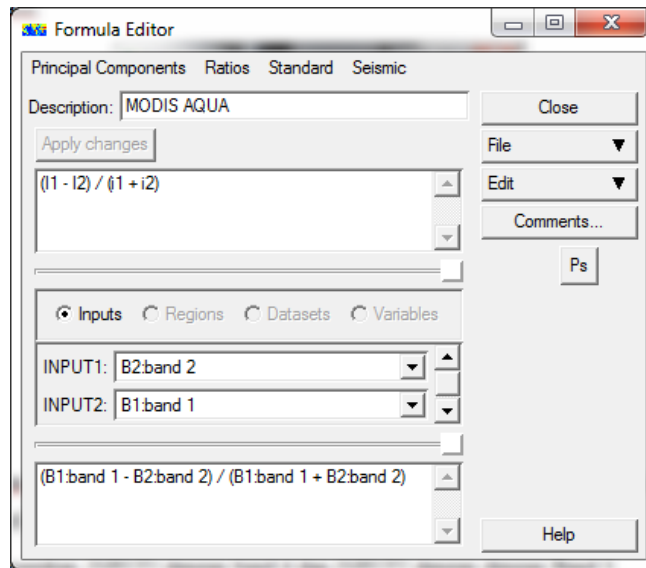 Formula Editor
Principal Components Ratios Standard Seismic
Description: MODIS AQUA
Close
Apply changes
File
(I1 - I2) / (i1 + i2)
Edit
Comments...
Ps
Inputs Regions Datasets Variables
INPUT1: B2:band 2
INPUT2: B1:band 1
(B1:band 1 - B2:band 2) / (B1:band 1 + B2:band 2)
Help